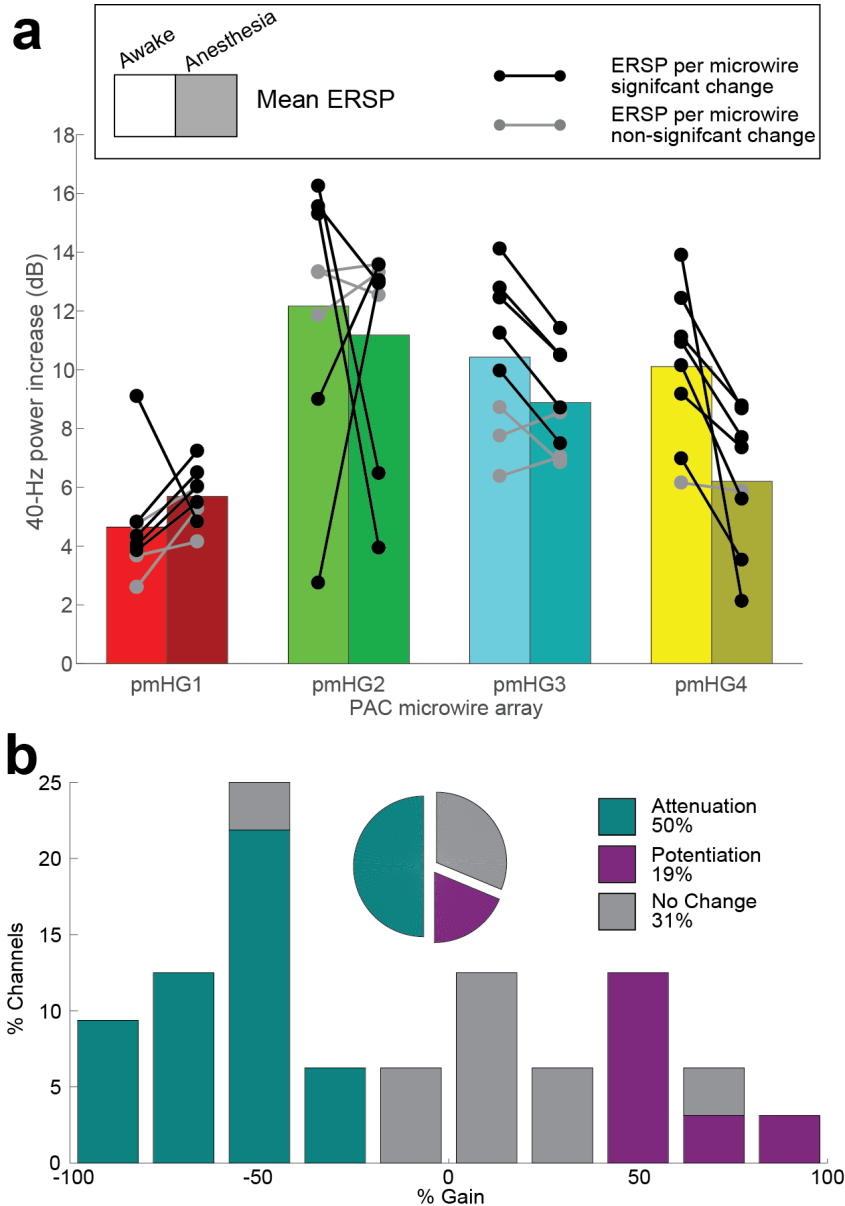 a
Awake
Anesthesia
Mean ERSP
ERSP per microwire
signifcant change
ERSP per microwire
non-signifcant change
40-Hz power increase (dB)
18
16
14
12
10
8
6
4
2
0
pmHG1
pmHG2
pmHG3
pmHG4
PAC microwire array
b
% Channels
25
20
15
10
5
0
-100
-50
0
50
100
% Gain
Attenuation
50%
Potentiation
19%
No Change
31%